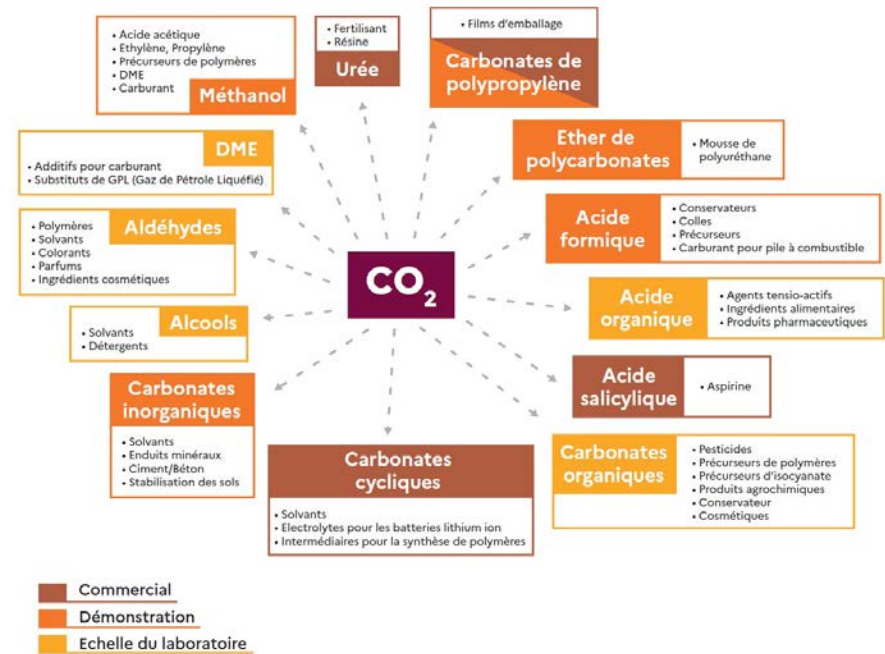 • Acide acétique
• Ethylène, Propylène
• Précurseurs de polymères
• DME
• Carburant
Méthanol
• Fertilisant
• Résine
Urée
• Films d'emballage
Carbonates de
polypropylène
DME
• Additifs pour carburant
• Substituts de GPL (Gaz de Pétrole Liquéfié)
Ether de
polycarbonates
• Mousse de
polyuréthane
• Polymères
• Solvants
• Colorants
• Parfums
• Ingrédients cosmétiques
Aldéhydes
Acide
formique
• Conservateurs
• Colles
• Précurseurs
• Carburant pour pile à combustible
CO₂
Alcools
• Solvants
• Détergents
Acide
organique
• Agents tensio-actifs
• Ingrédients alimentaires
• Produits pharmaceutiques
Carbonates
inorganiques
• Solvants
• Enduits minéraux
• Ciment/Béton
• Stabilisation des sols
Acide
salicylique
• Aspirine
Carbonates
cycliques
• Solvants
• Electrolytes pour les batteries lithium ion
• Intermédiaires pour la synthèse de polymères
Carbonates
organiques
• Pesticides
• Précurseurs de polymères
• Précurseurs d'isocyanate
• Produits agrochimiques
• Conservateur
• Cosmétiques
Commercial
Démonstration
Echelle du laboratoire